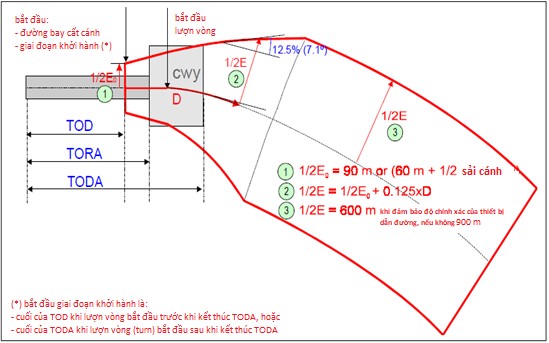 bắt đầu:
- đường bay cất cánh
- giai đoạn khởi hành (*)
bắt đầu
lượn vòng
12.5% (7.1º)
1/2E₀
1
cwy
D
1/2E
2
1/2E
3
TOD
TORA
TODA
1 1/2E₀ = 90 m or (60 m + 1/2 sải cánh
2 1/2E = 1/2E₀ + 0.125xD
3 1/2E = 600 m khi đảm bảo độ chính xác của thiết bị
dẫn đường, nếu không 900 m
(*) bắt đầu giai đoạn khởi hành là:
- cuối của TOD khi lượn vòng bắt đầu trước khi kết thúc TODA, hoặc
- cuối của TODA khi lượn vòng (turn) bắt đầu sau khi kết thúc TODA